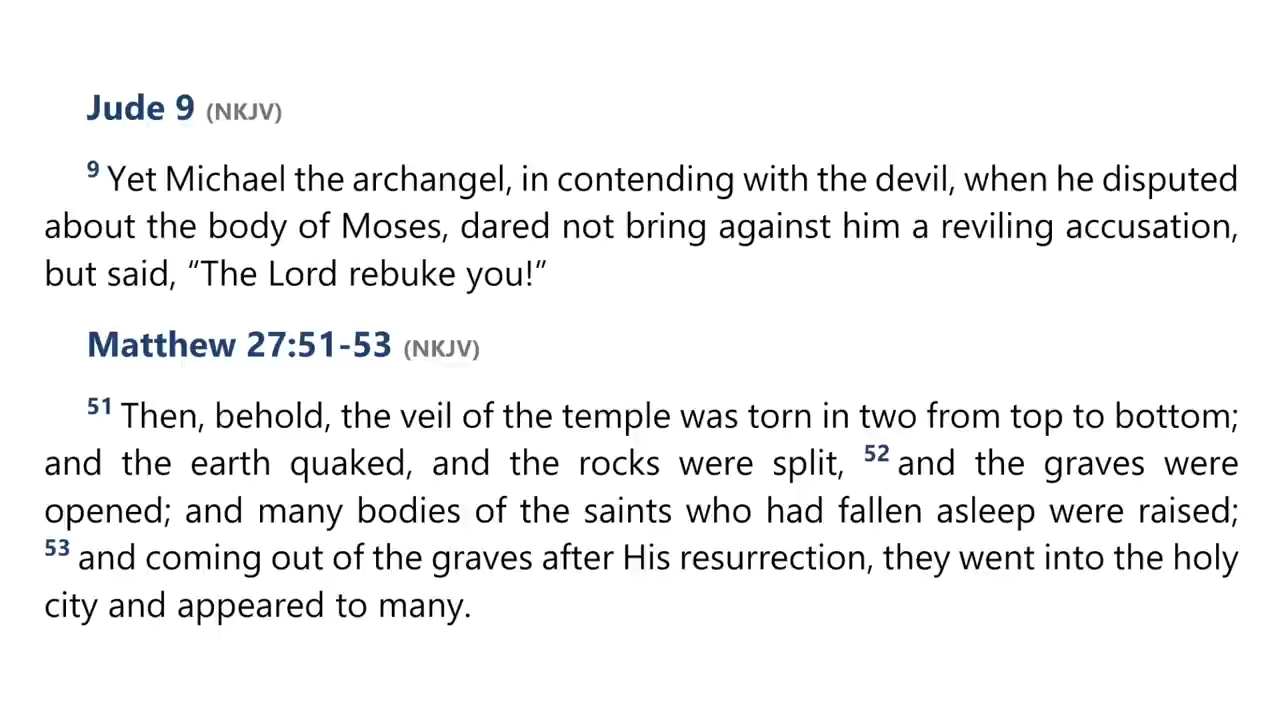 Jude 9 (NKJV)
9 Yet Michael the archangel, in contending with the devil, when he disputed
about the body of Moses, dared not bring against him a reviling accusation,
but said, “The Lord rebuke you!”
Matthew 27:51-53 (NKJV)
51 Then, behold, the veil of the temple was torn in two from top to bottom;
and the earth quaked, and the rocks were split, 52 and the graves were
opened; and many bodies of the saints who had fallen asleep were raised;
53 and coming out of the graves after His resurrection, they went into the holy
city and appeared to many.